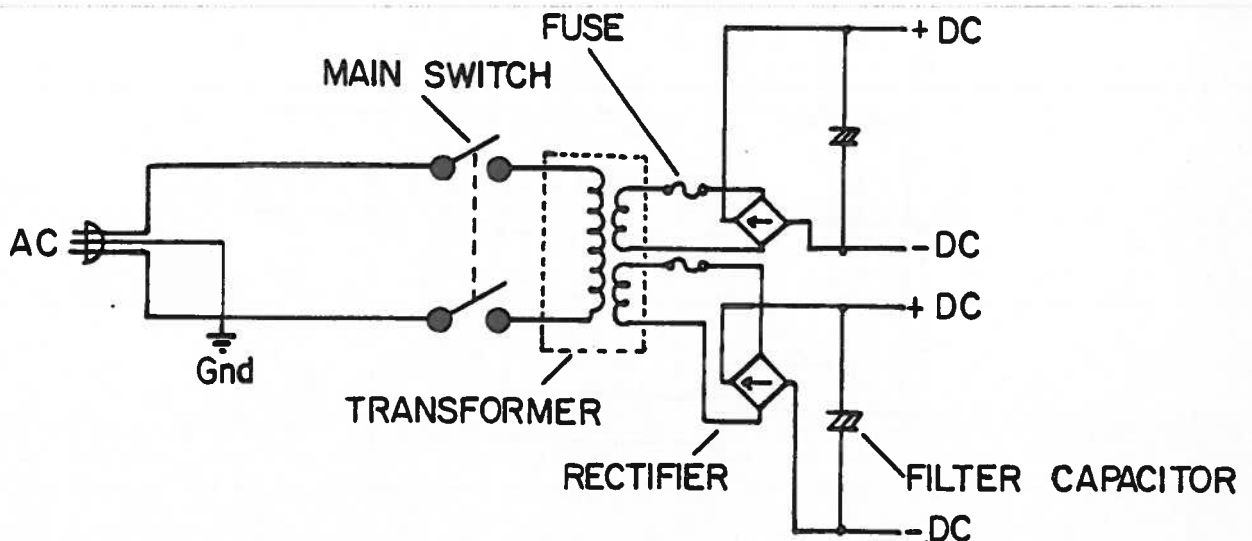 FUSE
+ DC
MAIN SWITCH
AC
- DC
+ DC
Gnd
TRANSFORMER
RECTIFIER
FILTER CAPACITOR
- DC